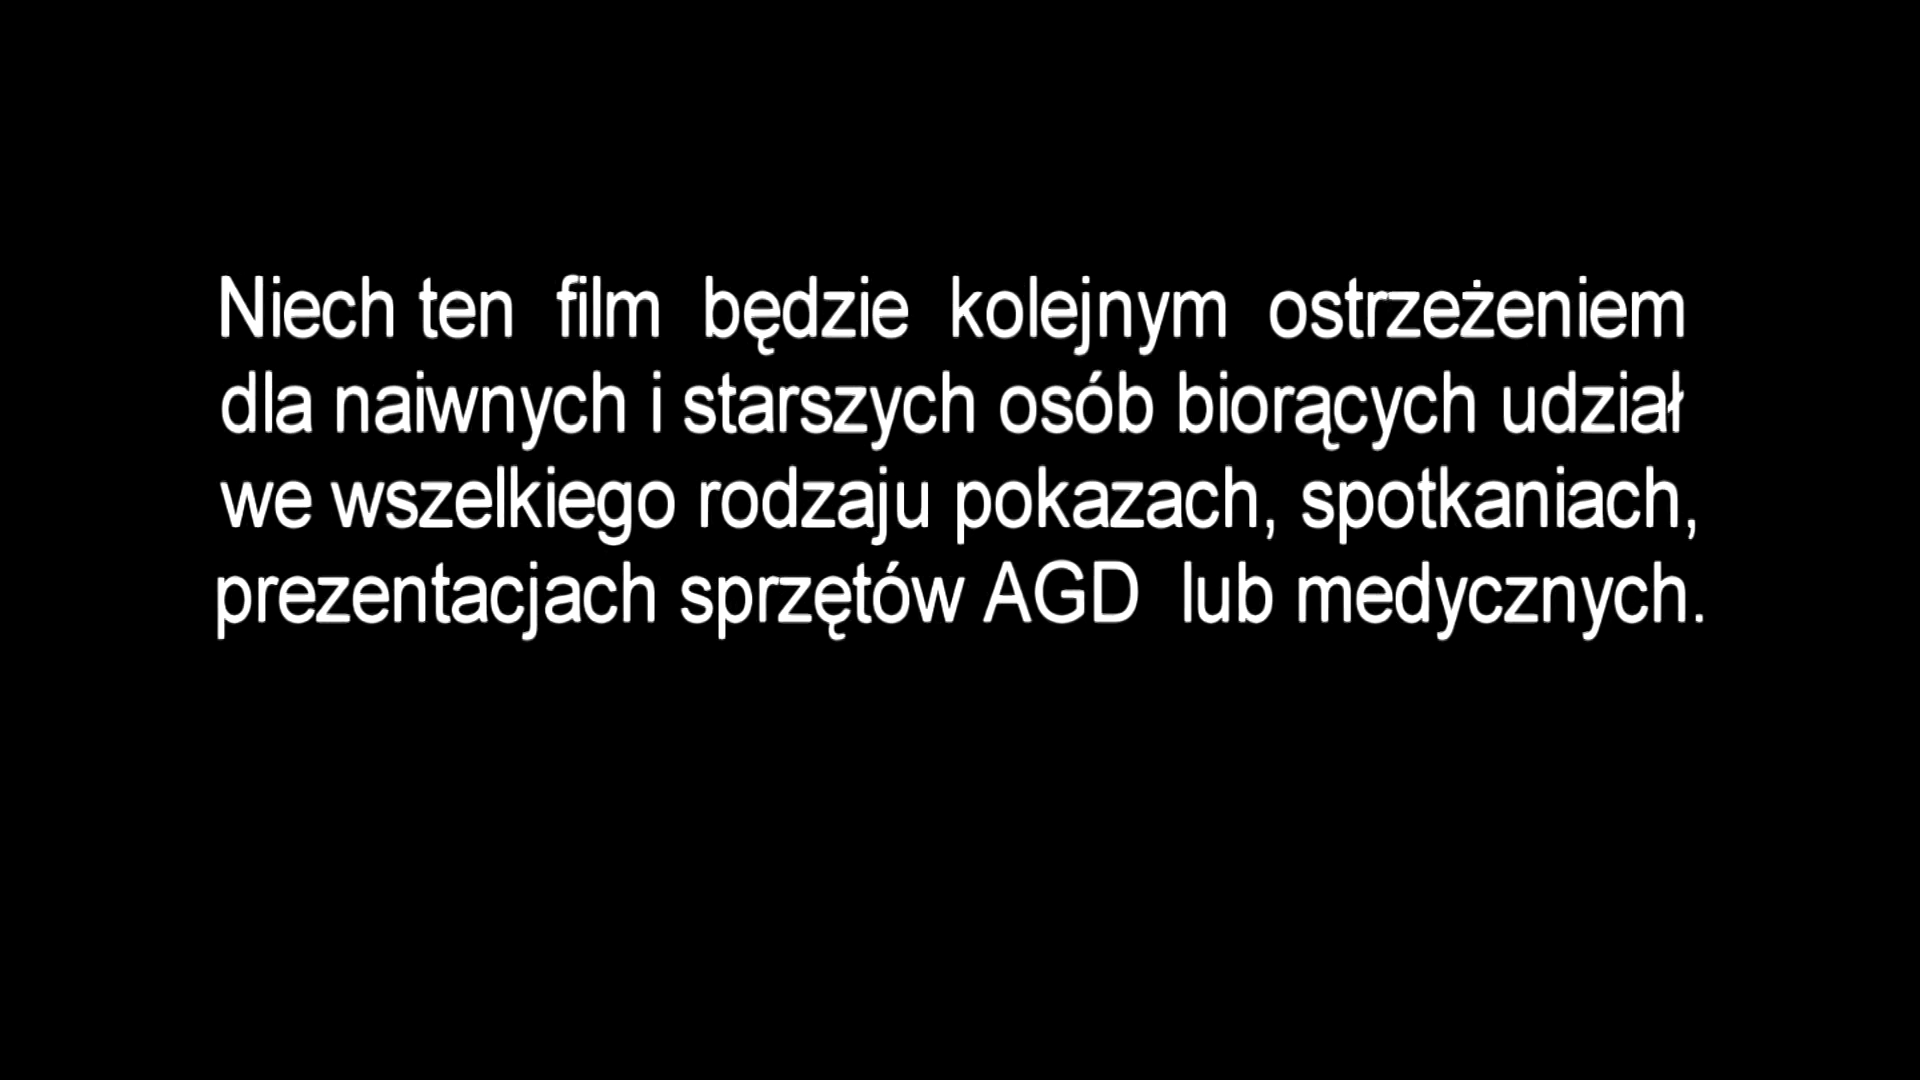 Niech ten film będzie kolejnym ostrzeżeniem
dla naiwnych i starszych osób biorących udział
we wszelkiego rodzaju pokazach, spotkaniach,
prezentacjach sprzętów AGD lub medycznych.